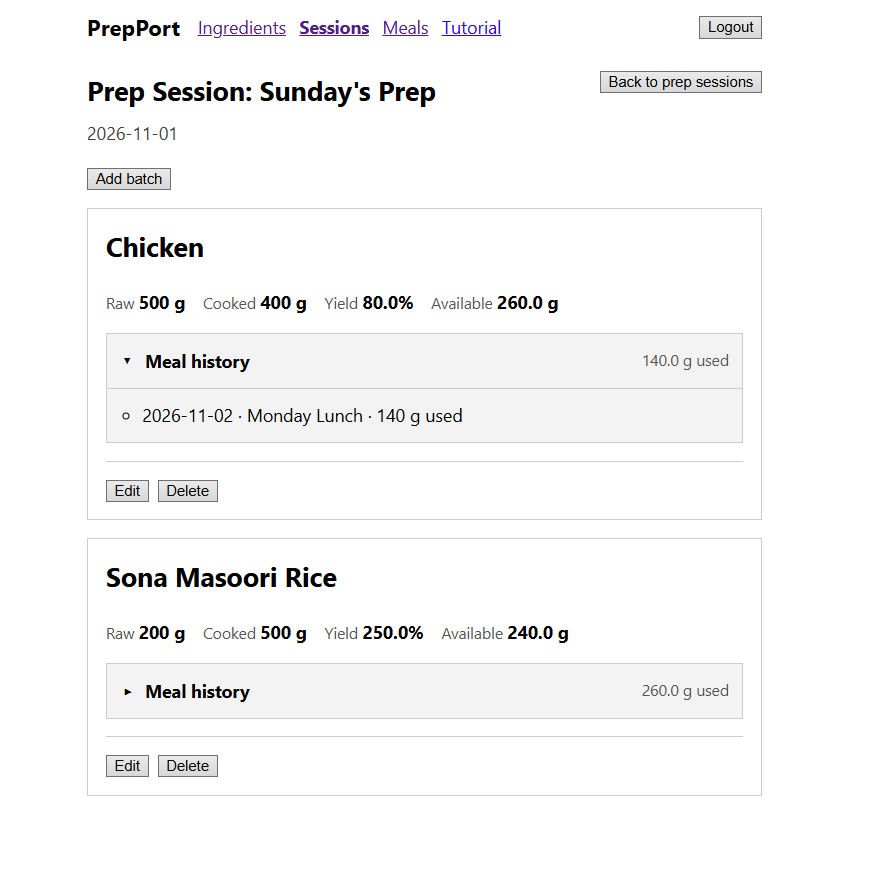 PrepPort Ingredients Sessions Meals Tutorial Logout
Prep Session: Sunday's Prep Back to prep sessions
2026-11-01
Add batch
Chicken
Raw 500 g Cooked 400 g Yield 80.0% Available 260.0 g
Meal history 140.0 g used
2026-11-02 · Monday Lunch · 140 g used
Edit Delete
Sona Masoori Rice
Raw 200 g Cooked 500 g Yield 250.0% Available 240.0 g
Meal history 260.0 g used
Edit Delete